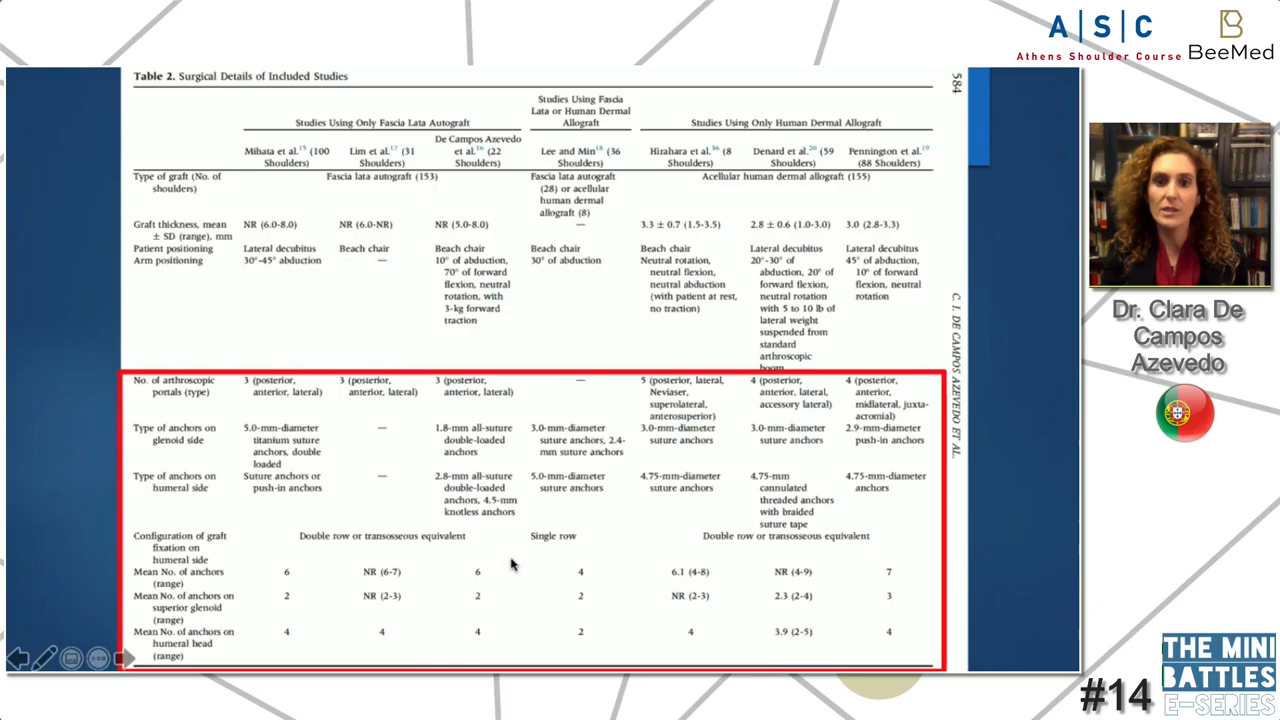 A|S|C
Athens Shoulder Course
BeeMed
Table 2. Surgical Details of Included Studies
584
Studies Using Only Fascia Lata Autograft
Studies Using Fascia
Lata or Human Dermal
Allograft
Studies Using Only Human Dermal Allograft
Mihata et al.15 (100
Shoulders)
Lim et al.17 (31
Shoulders)
De Campos Azevedo
et al.16 (22
Shoulders)
Lee and Min18 (36
Shoulders)
Hirahara et al.36 (8
Shoulders)
Denard et al.20 (59
Shoulders)
Pennington et al.19
(88 Shoulders)
Type of graft (No. of
shoulders)
Fascia lata autograft (153)
Fascia lata autograft
(28) or acellular
human dermal
allograft (8)
Acellular human dermal allograft (155)
Graft thickness, mean
± SD (range), mm
NR (6.0-8.0)
NR (6.0-NR)
NR (5.0-8.0)
—
3.3 ± 0.7 (1.5-3.5)
2.8 ± 0.6 (1.0-3.0)
3.0 (2.8-3.3)
Patient positioning
Lateral decubitus
Beach chair
Beach chair
Beach chair
Beach chair
Lateral decubitus
Lateral decubitus
Arm positioning
30°-45° abduction
—
10° of abduction,
70° of forward
flexion, neutral
rotation, with
3-kg forward
traction
30° of abduction
Neutral rotation,
neutral flexion,
neutral abduction
(with patient at rest,
no traction)
20°-30° of
abduction, 20° of
forward flexion,
neutral rotation
with 5 to 10 lb of
lateral weight
suspended from
standard
arthroscopic
boom
45° of abduction,
10° of forward
flexion, neutral
rotation
No. of arthroscopic
portals (type)
3 (posterior,
anterior, lateral)
3 (posterior,
anterior, lateral)
3 (posterior,
anterior, lateral)
—
5 (posterior, lateral,
Neviaser,
superolateral,
anterosuperior)
4 (posterior,
anterior, lateral,
accessory lateral)
4 (posterior,
anterior,
midlateral, juxta-
acromial)
Type of anchors on
glenoid side
5.0-mm-diameter
titanium suture
anchors, double
loaded
—
1.8-mm all-suture
double-loaded
anchors
3.0-mm-diameter
suture anchors, 2.4-
mm suture anchors
3.0-mm-diameter
suture anchors
3.0-mm-diameter
suture anchors
2.9-mm-diameter
push-in anchors
Type of anchors on
humeral side
Suture anchors or
push-in anchors
—
2.8-mm all-suture
double-loaded
anchors, 4.5-mm
knotless anchors
5.0-mm-diameter
suture anchors
4.75-mm-diameter
suture anchors
4.75-mm
cannulated
threaded anchors
with braided
suture tape
4.75-mm-diameter
anchors
Configuration of graft
fixation on
humeral side
Double row or transosseous equivalent
Single row
Double row or transosseous equivalent
Mean No. of anchors
(range)
6
NR (6-7)
6
4
6.1 (4-8)
NR (4-9)
7
Mean No. of anchors on
superior glenoid
(range)
2
NR (2-3)
2
2
NR (2-3)
2.3 (2-4)
3
Mean No. of anchors on
humeral head
(range)
4
4
4
2
4
3.9 (2-5)
4
C. I. DE CAMPOS AZEVEDO ET AL.
Dr. Clara De
Campos
Azevedo
#14
THE MINI
BATTLES
E-SERIES